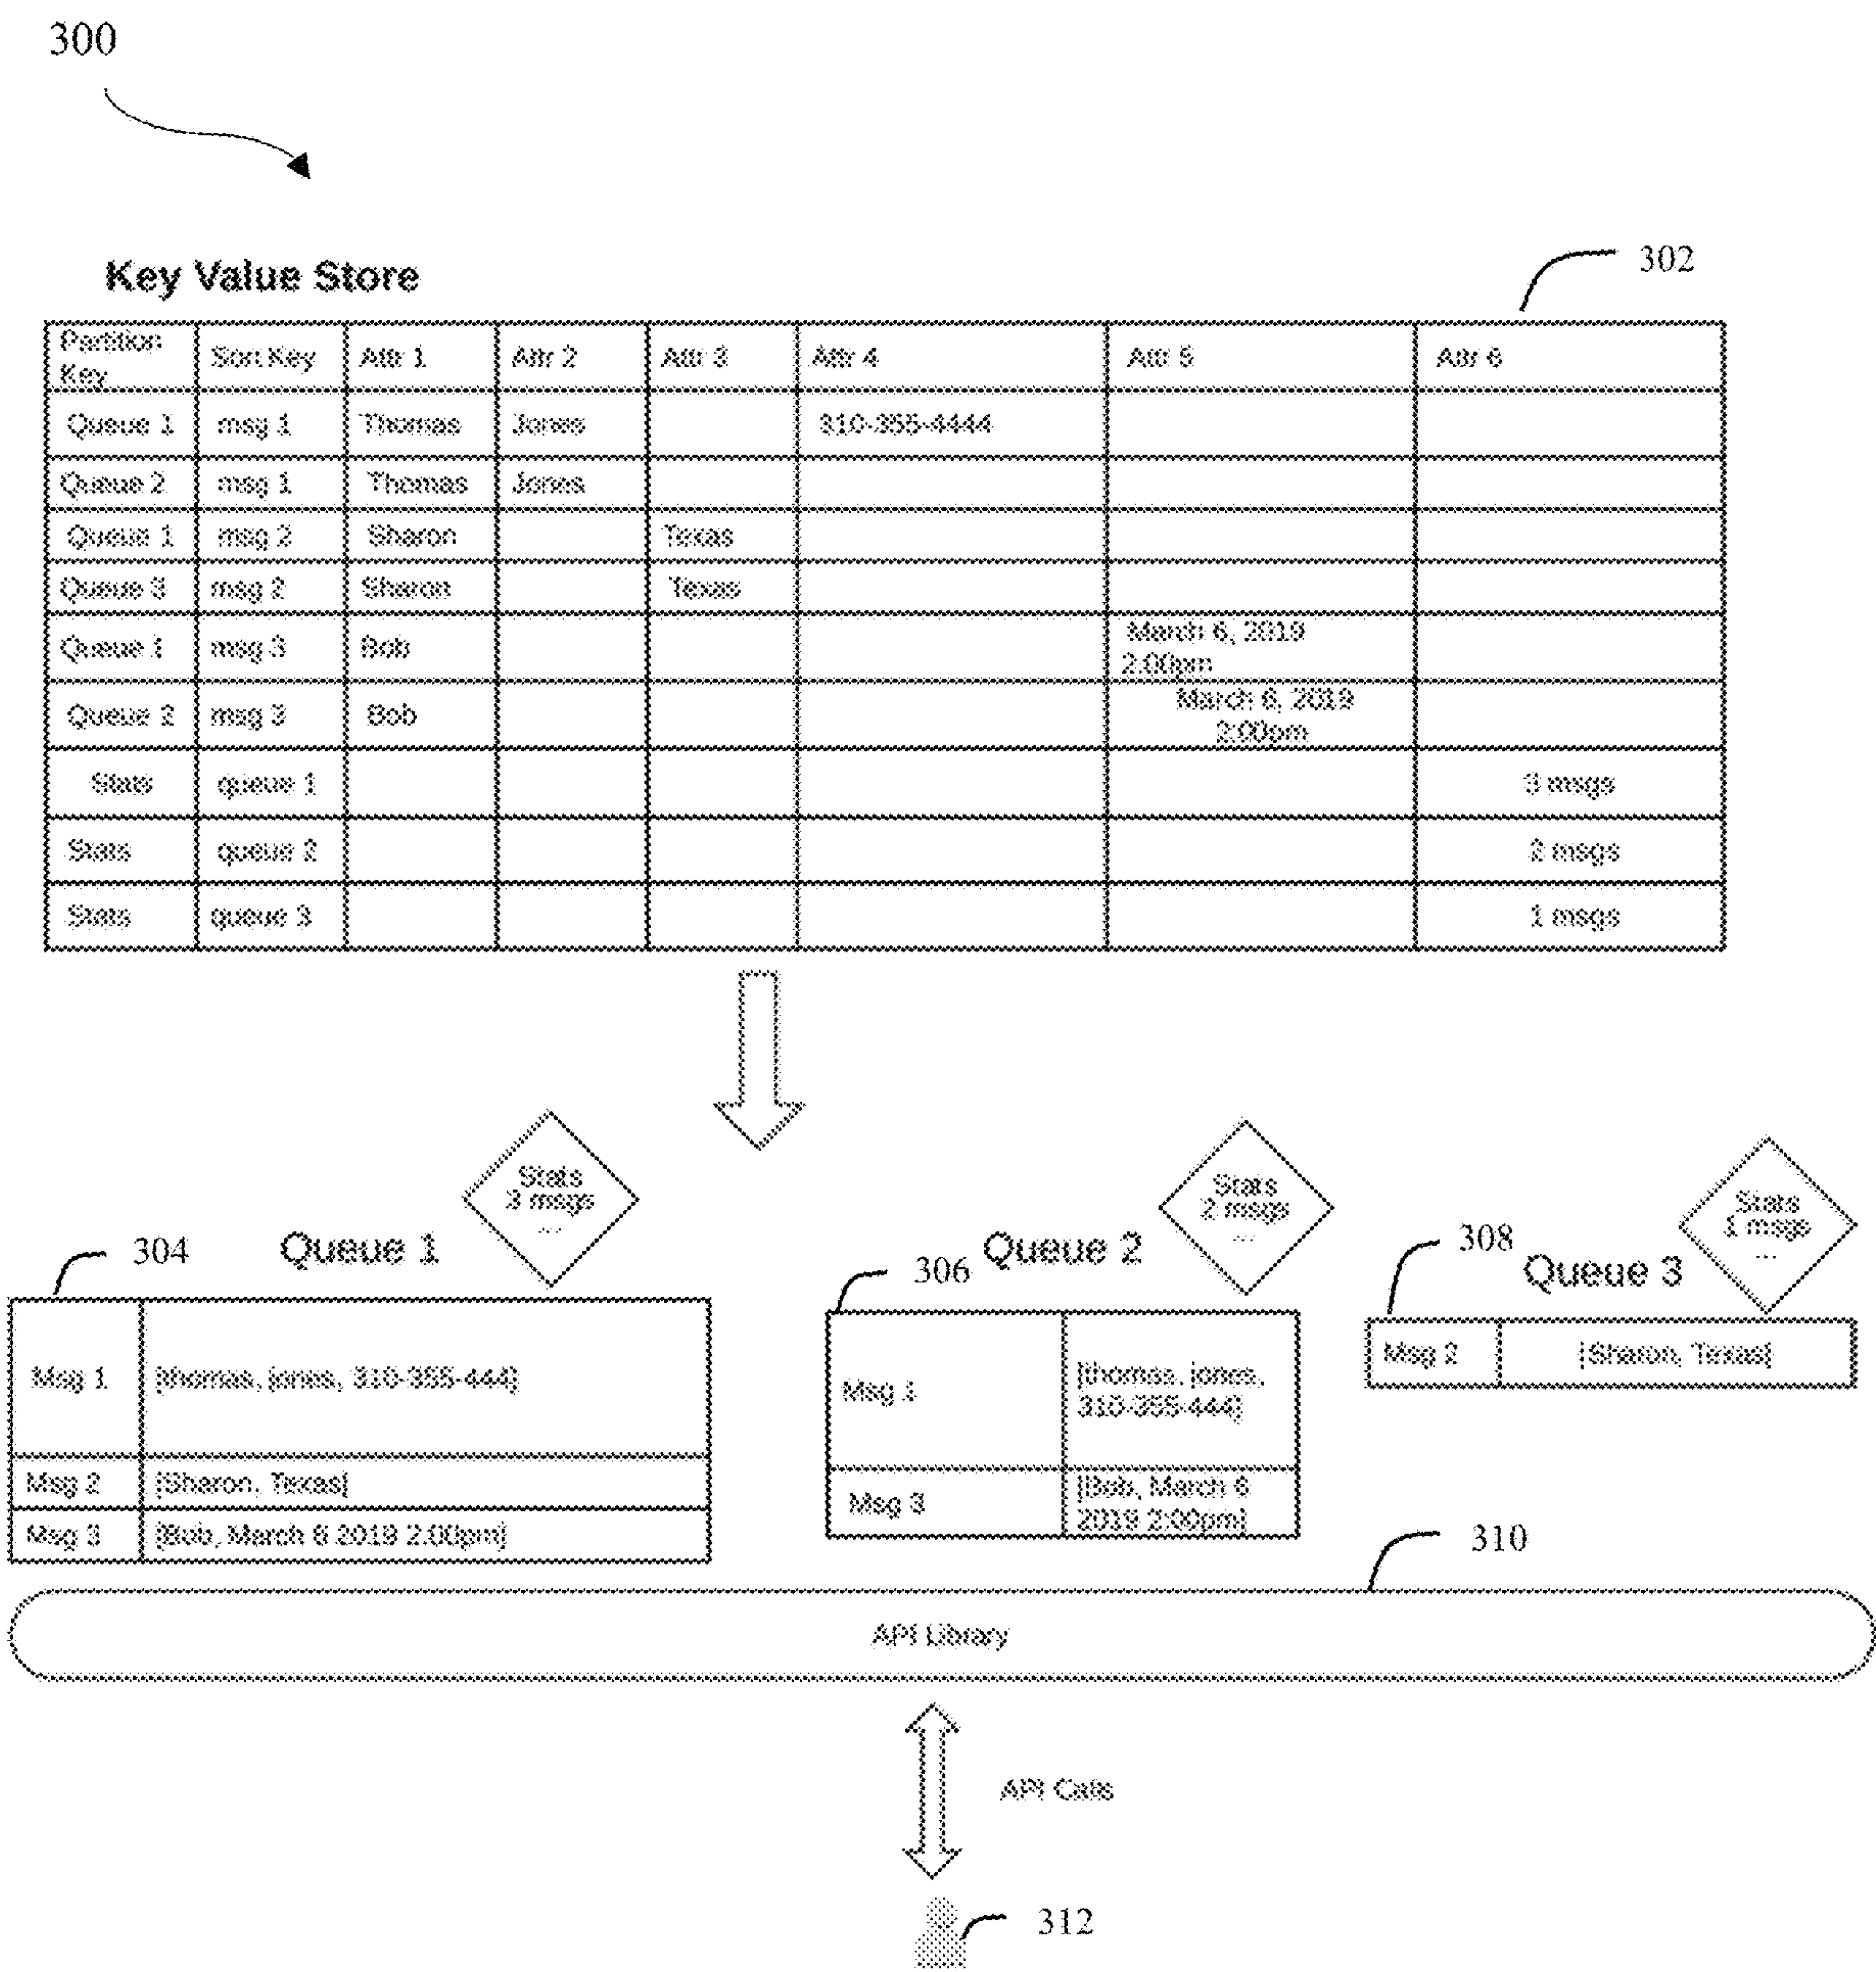 300
Key Value Store
302
Partition Key Sort Key Attr 1 Attr 2 Attr 3 Attr 4 Attr 5 Attr 6
Queue 1 msg 1 Thomas Jones 310-355-4444
Queue 2 msg 1 Thomas Jones
Queue 1 msg 2 Sharon Texas
Queue 3 msg 2 Sharon Texas
Queue 1 msg 3 Bob March 6, 2019 2:00pm
Queue 2 msg 3 Bob March 6, 2019 2:00pm
Stats queue 1 3 msgs
Stats queue 2 2 msgs
Stats queue 3 1 msgs
304
Queue 1
Stats
3 msgs
...
Msg 1 [thomas, jones, 310-355-444]
Msg 2 [Sharon, Texas]
Msg 3 [Bob, March 6 2019 2:00pm]
306
Queue 2
Stats
2 msgs
...
Msg 1 [thomas, jones,
310-355-444]
Msg 3 [Bob, March 6
2019 2:00pm]
308
Queue 3
Stats
1 msgs
...
Msg 2 [Sharon, Texas]
310
API Library
API Calls
312